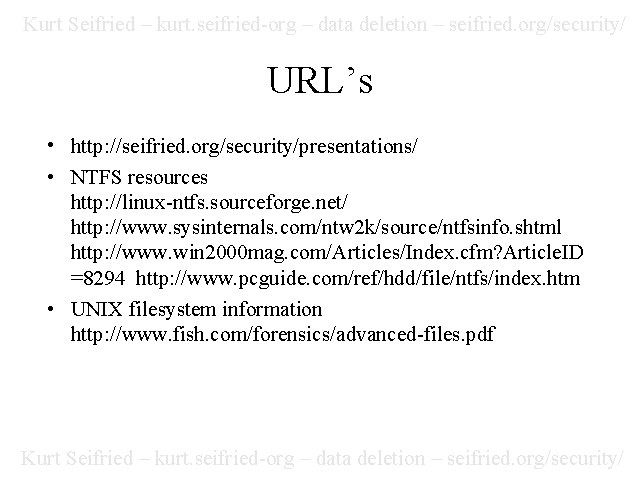 Kurt Seifried – kurt.seifried-org – data deletion – seifried.org/security/
URL’s
• http://seifried.org/security/presentations/
• NTFS resources
http://linux-ntfs.sourceforge.net/
http://www.sysinternals.com/ntw2k/source/ntfsinfo.shtml
http://www.win2000mag.com/Articles/Index.cfm?ArticleID
=8294 http://www.pcguide.com/ref/hdd/file/ntfs/index.htm
• UNIX filesystem information
http://www.fish.com/forensics/advanced-files.pdf
Kurt Seifried – kurt.seifried-org – data deletion – seifried.org/security/